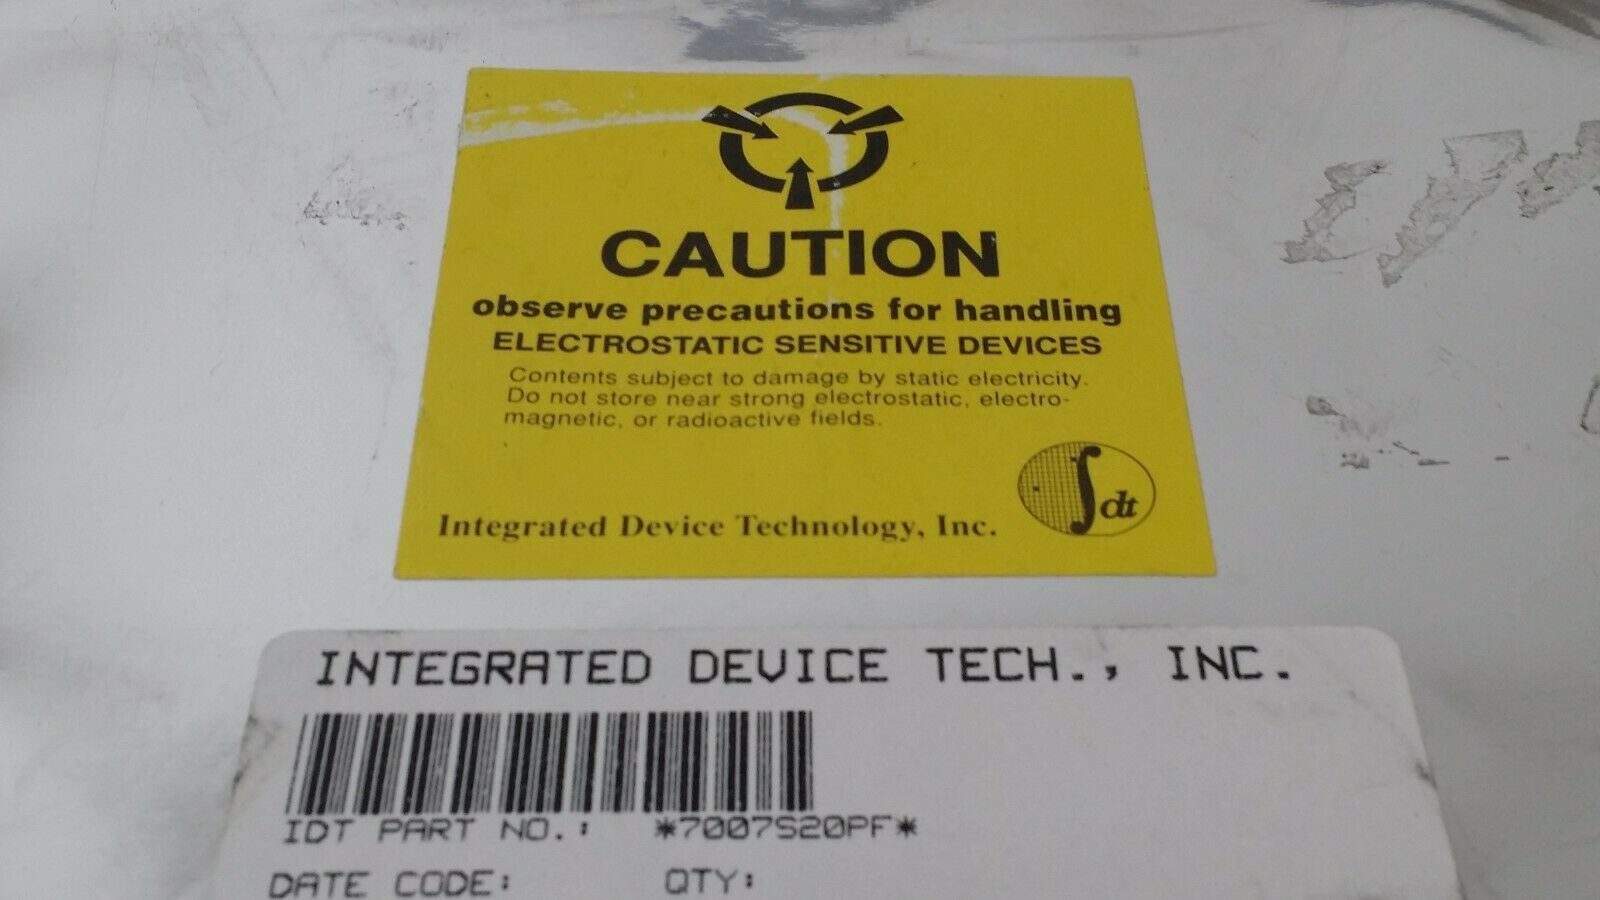 CAUTION
observe precautions for handling
ELECTROSTATIC SENSITIVE DEVICES
Contents subject to damage by static electricity.
Do not store near strong electrostatic, electro-
magnetic, or radioactive fields.
dt
Integrated Device Technology, Inc.
INTEGRATED DEVICE TECH., INC.
IDT PART NO.: *7007S20PF*
DATE CODE: QTY: